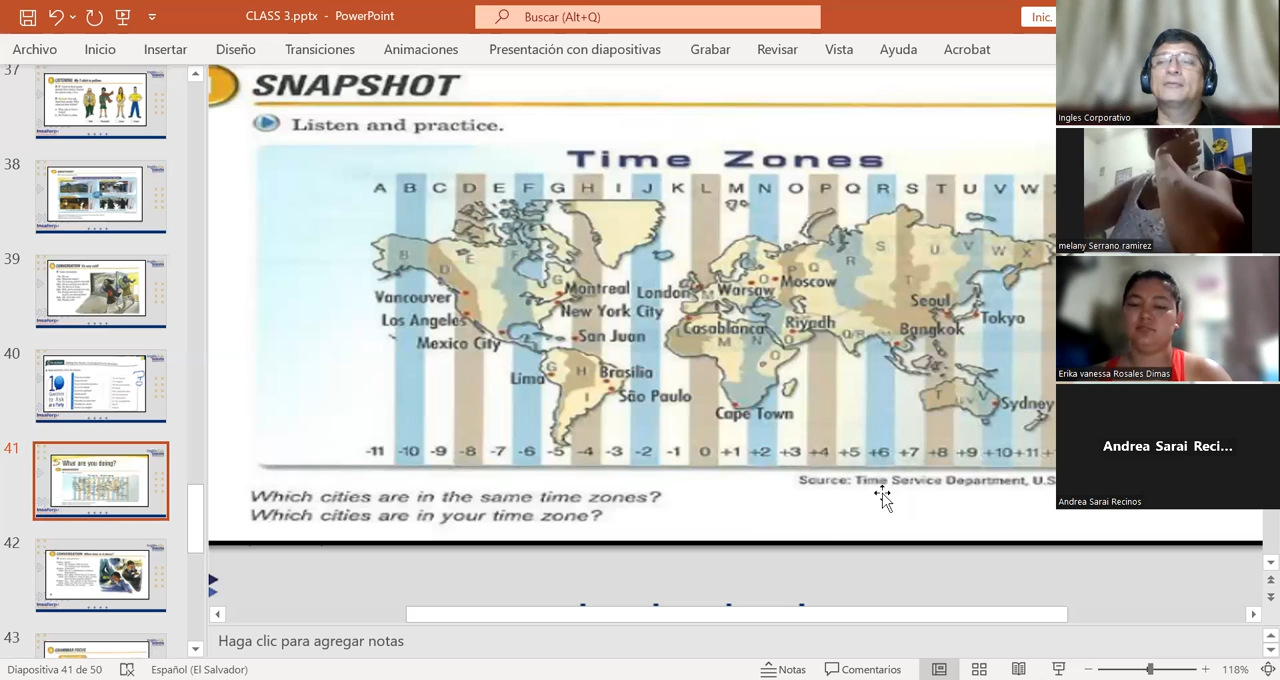 CLASS 3.pptx - PowerPoint
Buscar (Alt+Q)
Inic.
Archivo Inicio Insertar Diseño Transiciones Animaciones Presentación con diapositivas Grabar Revisar Vista Ayuda Acrobat
37
38
39
40
41
What are you doing?
42
43
SNAPSHOT
Listen and practice.
Time Zones
A B C D E F G H I J K L M N O P Q R S T U V W
Vancouver
Los Angeles
Mexico City
Montreal
New York City
San Juan
Lima
Brasilia
São Paulo
London
Warsaw
Moscow
Casablanca
Riyadh
Cape Town
Seoul
Tokyo
Bangkok
Sydney
-11 -10 -9 -8 -7 -6 -5 -4 -3 -2 -1 0 +1 +2 +3 +4 +5 +6 +7 +8 +9 +10 +11
Source: Time Service Department, U.S
Which cities are in the same time zones?
Which cities are in your time zone?
Ingles Corporativo
melany Serrano ramirez
Erika vanessa Rosales Dimas
Andrea Sarai Reci...
Andrea Sarai Recinos
Haga clic para agregar notas
Diapositiva 41 de 50 Español (El Salvador) Notas Comentarios 118%